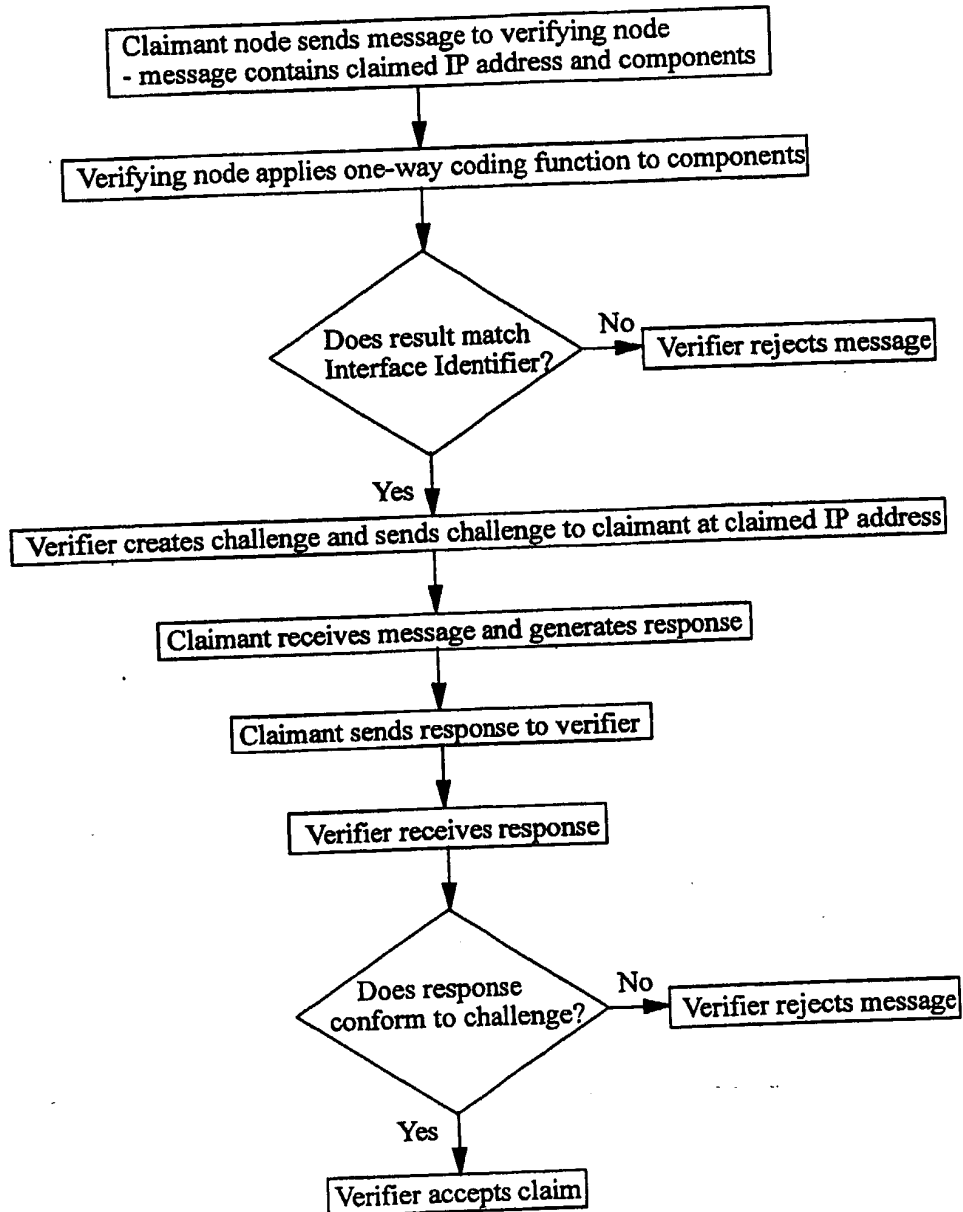 Claimant node sends message to verifying node
- message contains claimed IP address and components
Verifying node applies one-way coding function to components
Does result match
Interface Identifier?
No
Verifier rejects message
Yes
Verifier creates challenge and sends challenge to claimant at claimed IP address
Claimant receives message and generates response
Claimant sends response to verifier
Verifier receives response
Does response
conform to challenge?
No
Verifier rejects message
Yes
Verifier accepts claim